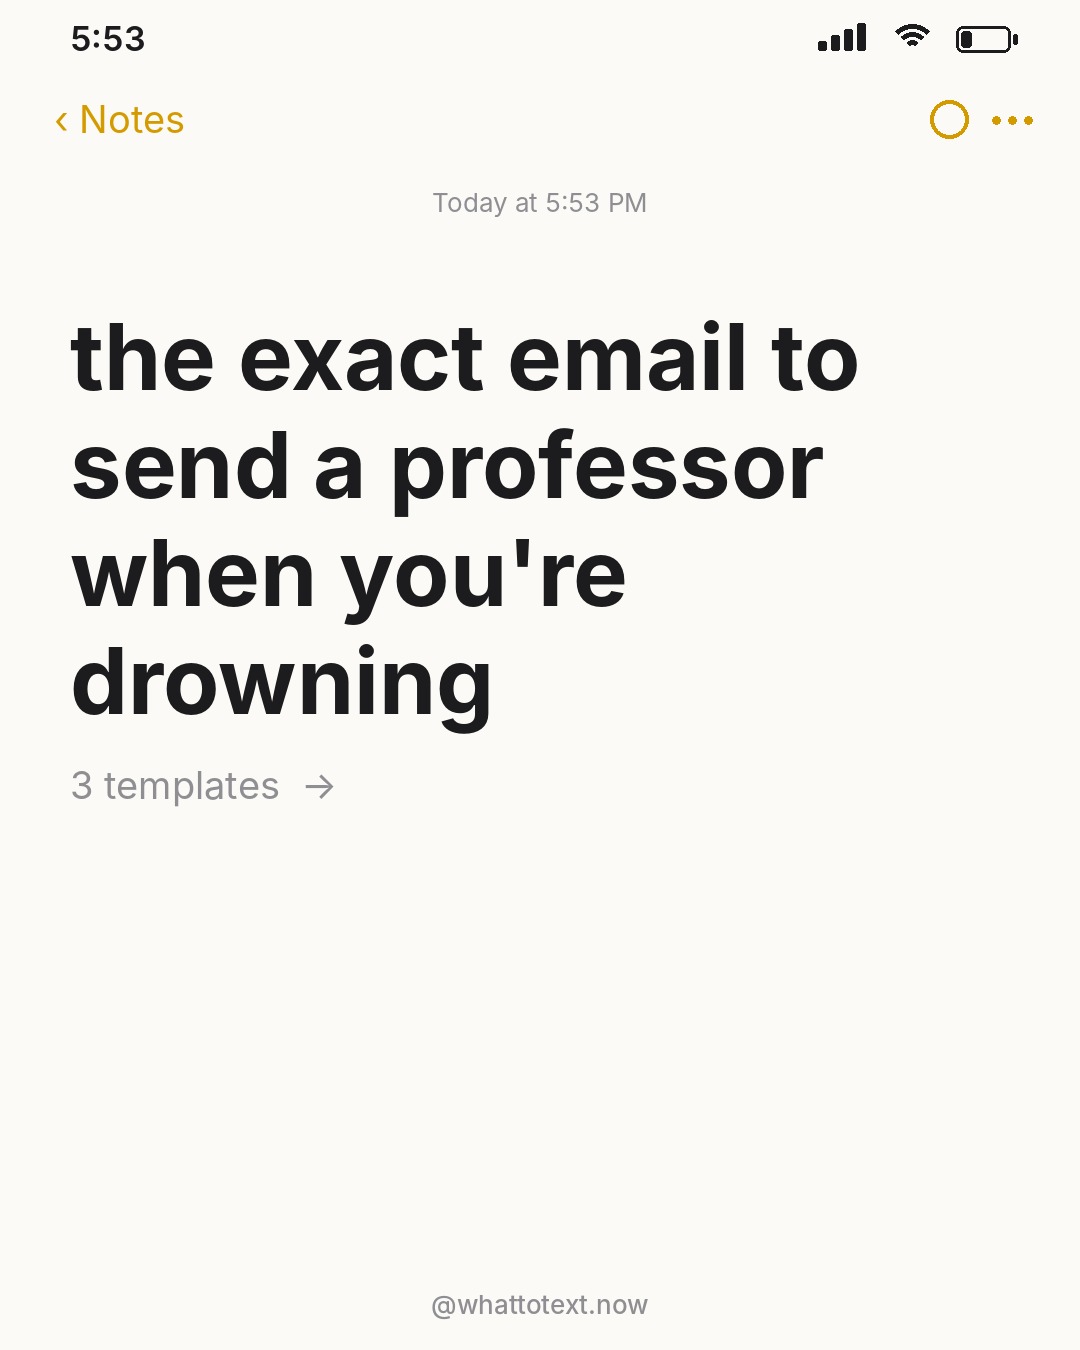 5:53
‹ Notes
Today at 5:53 PM
the exact email to
send a professor
when you're
drowning
3 templates →
@whattotext.now